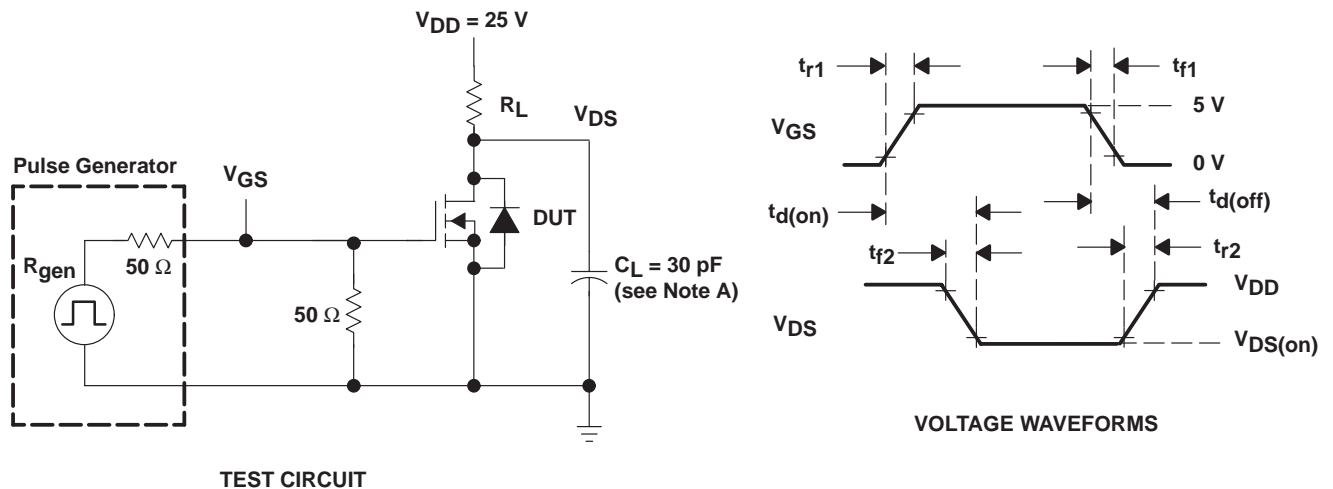 VDD = 25 V
RL
VDS
Pulse Generator
VGS
Rgen
50 Ω
50 Ω
DUT
CL = 30 pF
(see Note A)
TEST CIRCUIT
tr1
tf1
5 V
VGS
0 V
td(on)
td(off)
tf2
tr2
VDD
VDS
VDS(on)
VOLTAGE WAVEFORMS